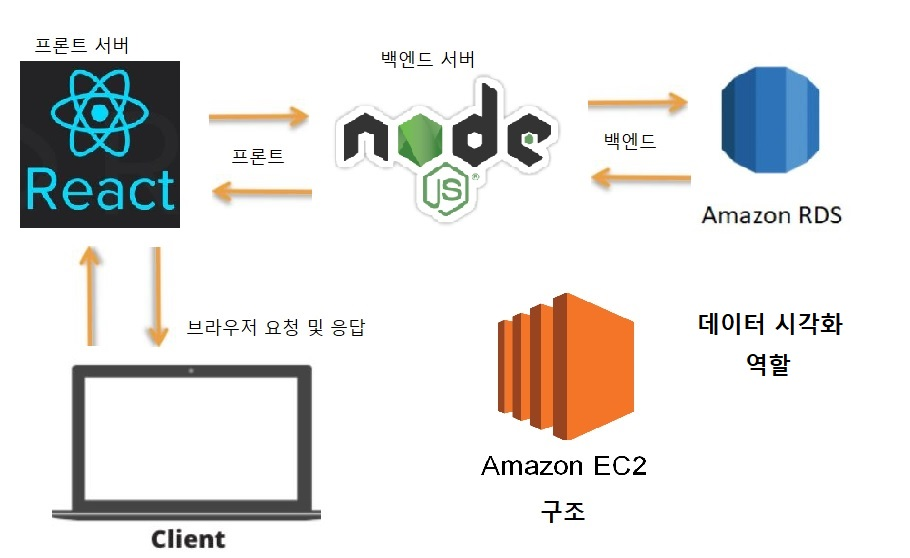 프론트 서버
백엔드 서버
React
node
JS
®
프론트
백엔드
Amazon RDS
브라우저 요청 및 응답
데이터 시각화
역할
Amazon EC2
구조
Client